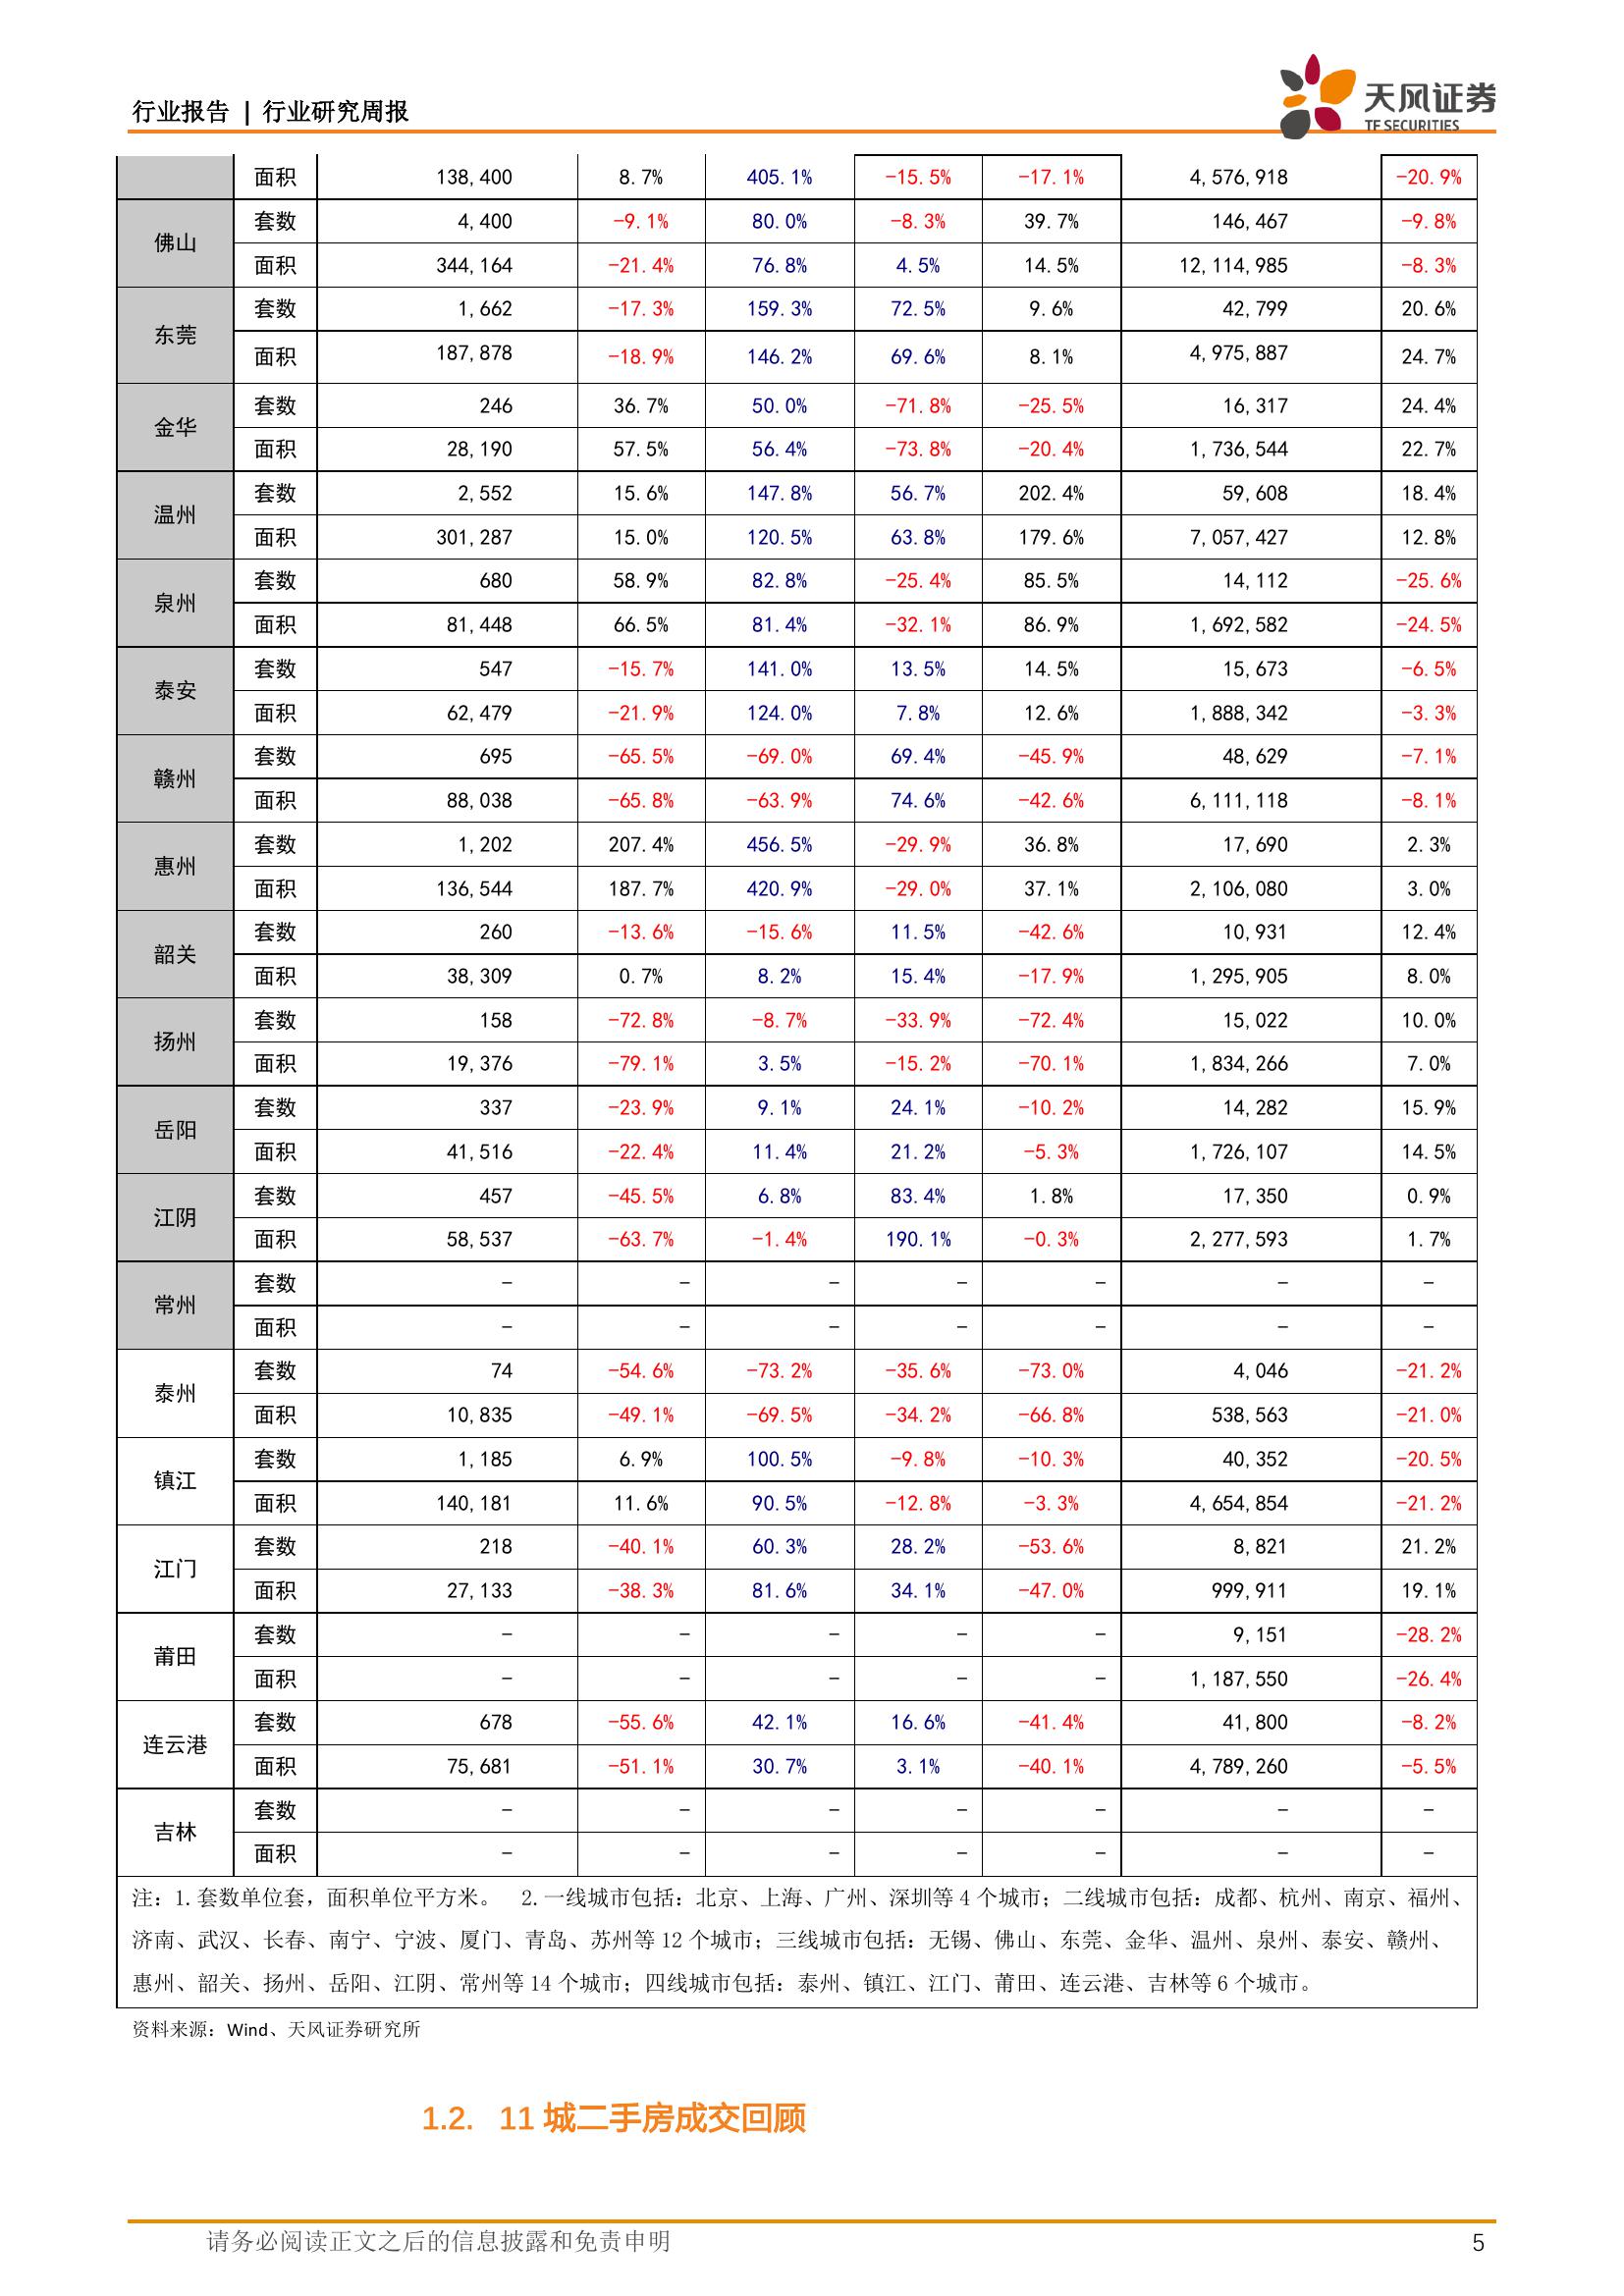 行业报告 | 行业研究周报
天风证券
TF SECURITIES
面积 138,400 8.7% 405.1% -15.5% -17.1% 4,576,918 -20.9%
佛山 套数 4,400 -9.1% 80.0% -8.3% 39.7% 146,467 -9.8%
面积 344,164 -21.4% 76.8% 4.5% 14.5% 12,114,985 -8.3%
东莞 套数 1,662 -17.3% 159.3% 72.5% 9.6% 42,799 20.6%
面积 187,878 -18.9% 146.2% 69.6% 8.1% 4,975,887 24.7%
金华 套数 246 36.7% 50.0% -71.8% -25.5% 16,317 24.4%
面积 28,190 57.5% 56.4% -73.8% -20.4% 1,736,544 22.7%
温州 套数 2,552 15.6% 147.8% 56.7% 202.4% 59,608 18.4%
面积 301,287 15.0% 120.5% 63.8% 179.6% 7,057,427 12.8%
泉州 套数 680 58.9% 82.8% -25.4% 85.5% 14,112 -25.6%
面积 81,448 66.5% 81.4% -32.1% 86.9% 1,692,582 -24.5%
泰安 套数 547 -15.7% 141.0% 13.5% 14.5% 15,673 -6.5%
面积 62,479 -21.9% 124.0% 7.8% 12.6% 1,888,342 -3.3%
赣州 套数 695 -65.5% -69.0% 69.4% -45.9% 48,629 -7.1%
面积 88,038 -65.8% -63.9% 74.6% -42.6% 6,111,118 -8.1%
惠州 套数 1,202 207.4% 456.5% -29.9% 36.8% 17,690 2.3%
面积 136,544 187.7% 420.9% -29.0% 37.1% 2,106,080 3.0%
韶关 套数 260 -13.6% -15.6% 11.5% -42.6% 10,931 12.4%
面积 38,309 0.7% 8.2% 15.4% -17.9% 1,295,905 8.0%
扬州 套数 158 -72.8% -8.7% -33.9% -72.4% 15,022 10.0%
面积 19,376 -79.1% 3.5% -15.2% -70.1% 1,834,266 7.0%
岳阳 套数 337 -23.9% 9.1% 24.1% -10.2% 14,282 15.9%
面积 41,516 -22.4% 11.4% 21.2% -5.3% 1,726,107 14.5%
江阴 套数 457 -45.5% 6.8% 83.4% 1.8% 17,350 0.9%
面积 58,537 -63.7% -1.4% 190.1% -0.3% 2,277,593 1.7%
常州 套数 - - - - - - -
面积 - - - - - - -
泰州 套数 74 -54.6% -73.2% -35.6% -73.0% 4,046 -21.2%
面积 10,835 -49.1% -69.5% -34.2% -66.8% 538,563 -21.0%
镇江 套数 1,185 6.9% 100.5% -9.8% -10.3% 40,352 -20.5%
面积 140,181 11.6% 90.5% -12.8% -3.3% 4,654,854 -21.2%
江门 套数 218 -40.1% 60.3% 28.2% -53.6% 8,821 21.2%
面积 27,133 -38.3% 81.6% 34.1% -47.0% 999,911 19.1%
莆田 套数 - - - - - 9,151 -28.2%
面积 - - - - - 1,187,550 -26.4%
连云港 套数 678 -55.6% 42.1% 16.6% -41.4% 41,800 -8.2%
面积 75,681 -51.1% 30.7% 3.1% -40.1% 4,789,260 -5.5%
吉林 套数 - - - - - - -
面积 - - - - - - -
注：1.套数单位套，面积单位平方米。 2.一线城市包括：北京、上海、广州、深圳等 4 个城市；二线城市包括：成都、杭州、南京、福州、
济南、武汉、长春、南宁、宁波、厦门、青岛、苏州等 12 个城市；三线城市包括：无锡、佛山、东莞、金华、温州、泉州、泰安、赣州、
惠州、韶关、扬州、岳阳、江阴、常州等 14 个城市；四线城市包括：泰州、镇江、江门、莆田、连云港、吉林等 6 个城市。
资料来源：Wind、天风证券研究所
1.2. 11 城二手房成交回顾
请务必阅读正文之后的信息披露和免责申明 5